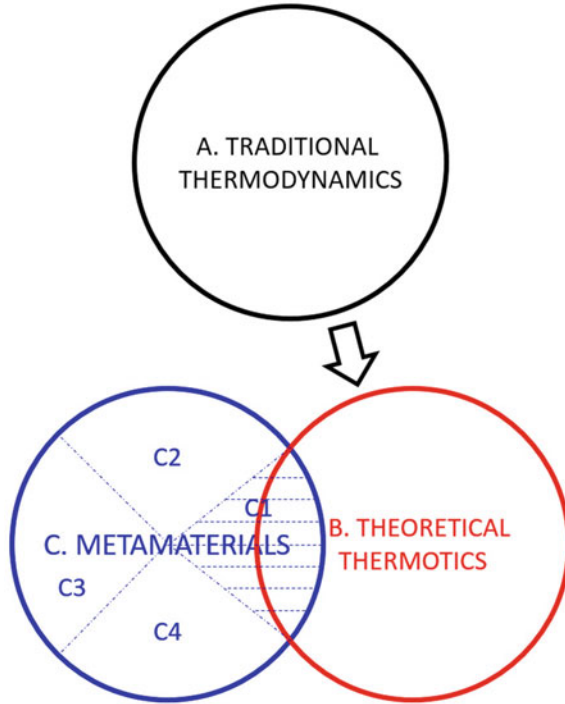 A. TRADITIONAL
THERMODYNAMICS
C2
C1
C. METAMATERIALS
B. THEORETICAL
THERMOTICS
C3
C4